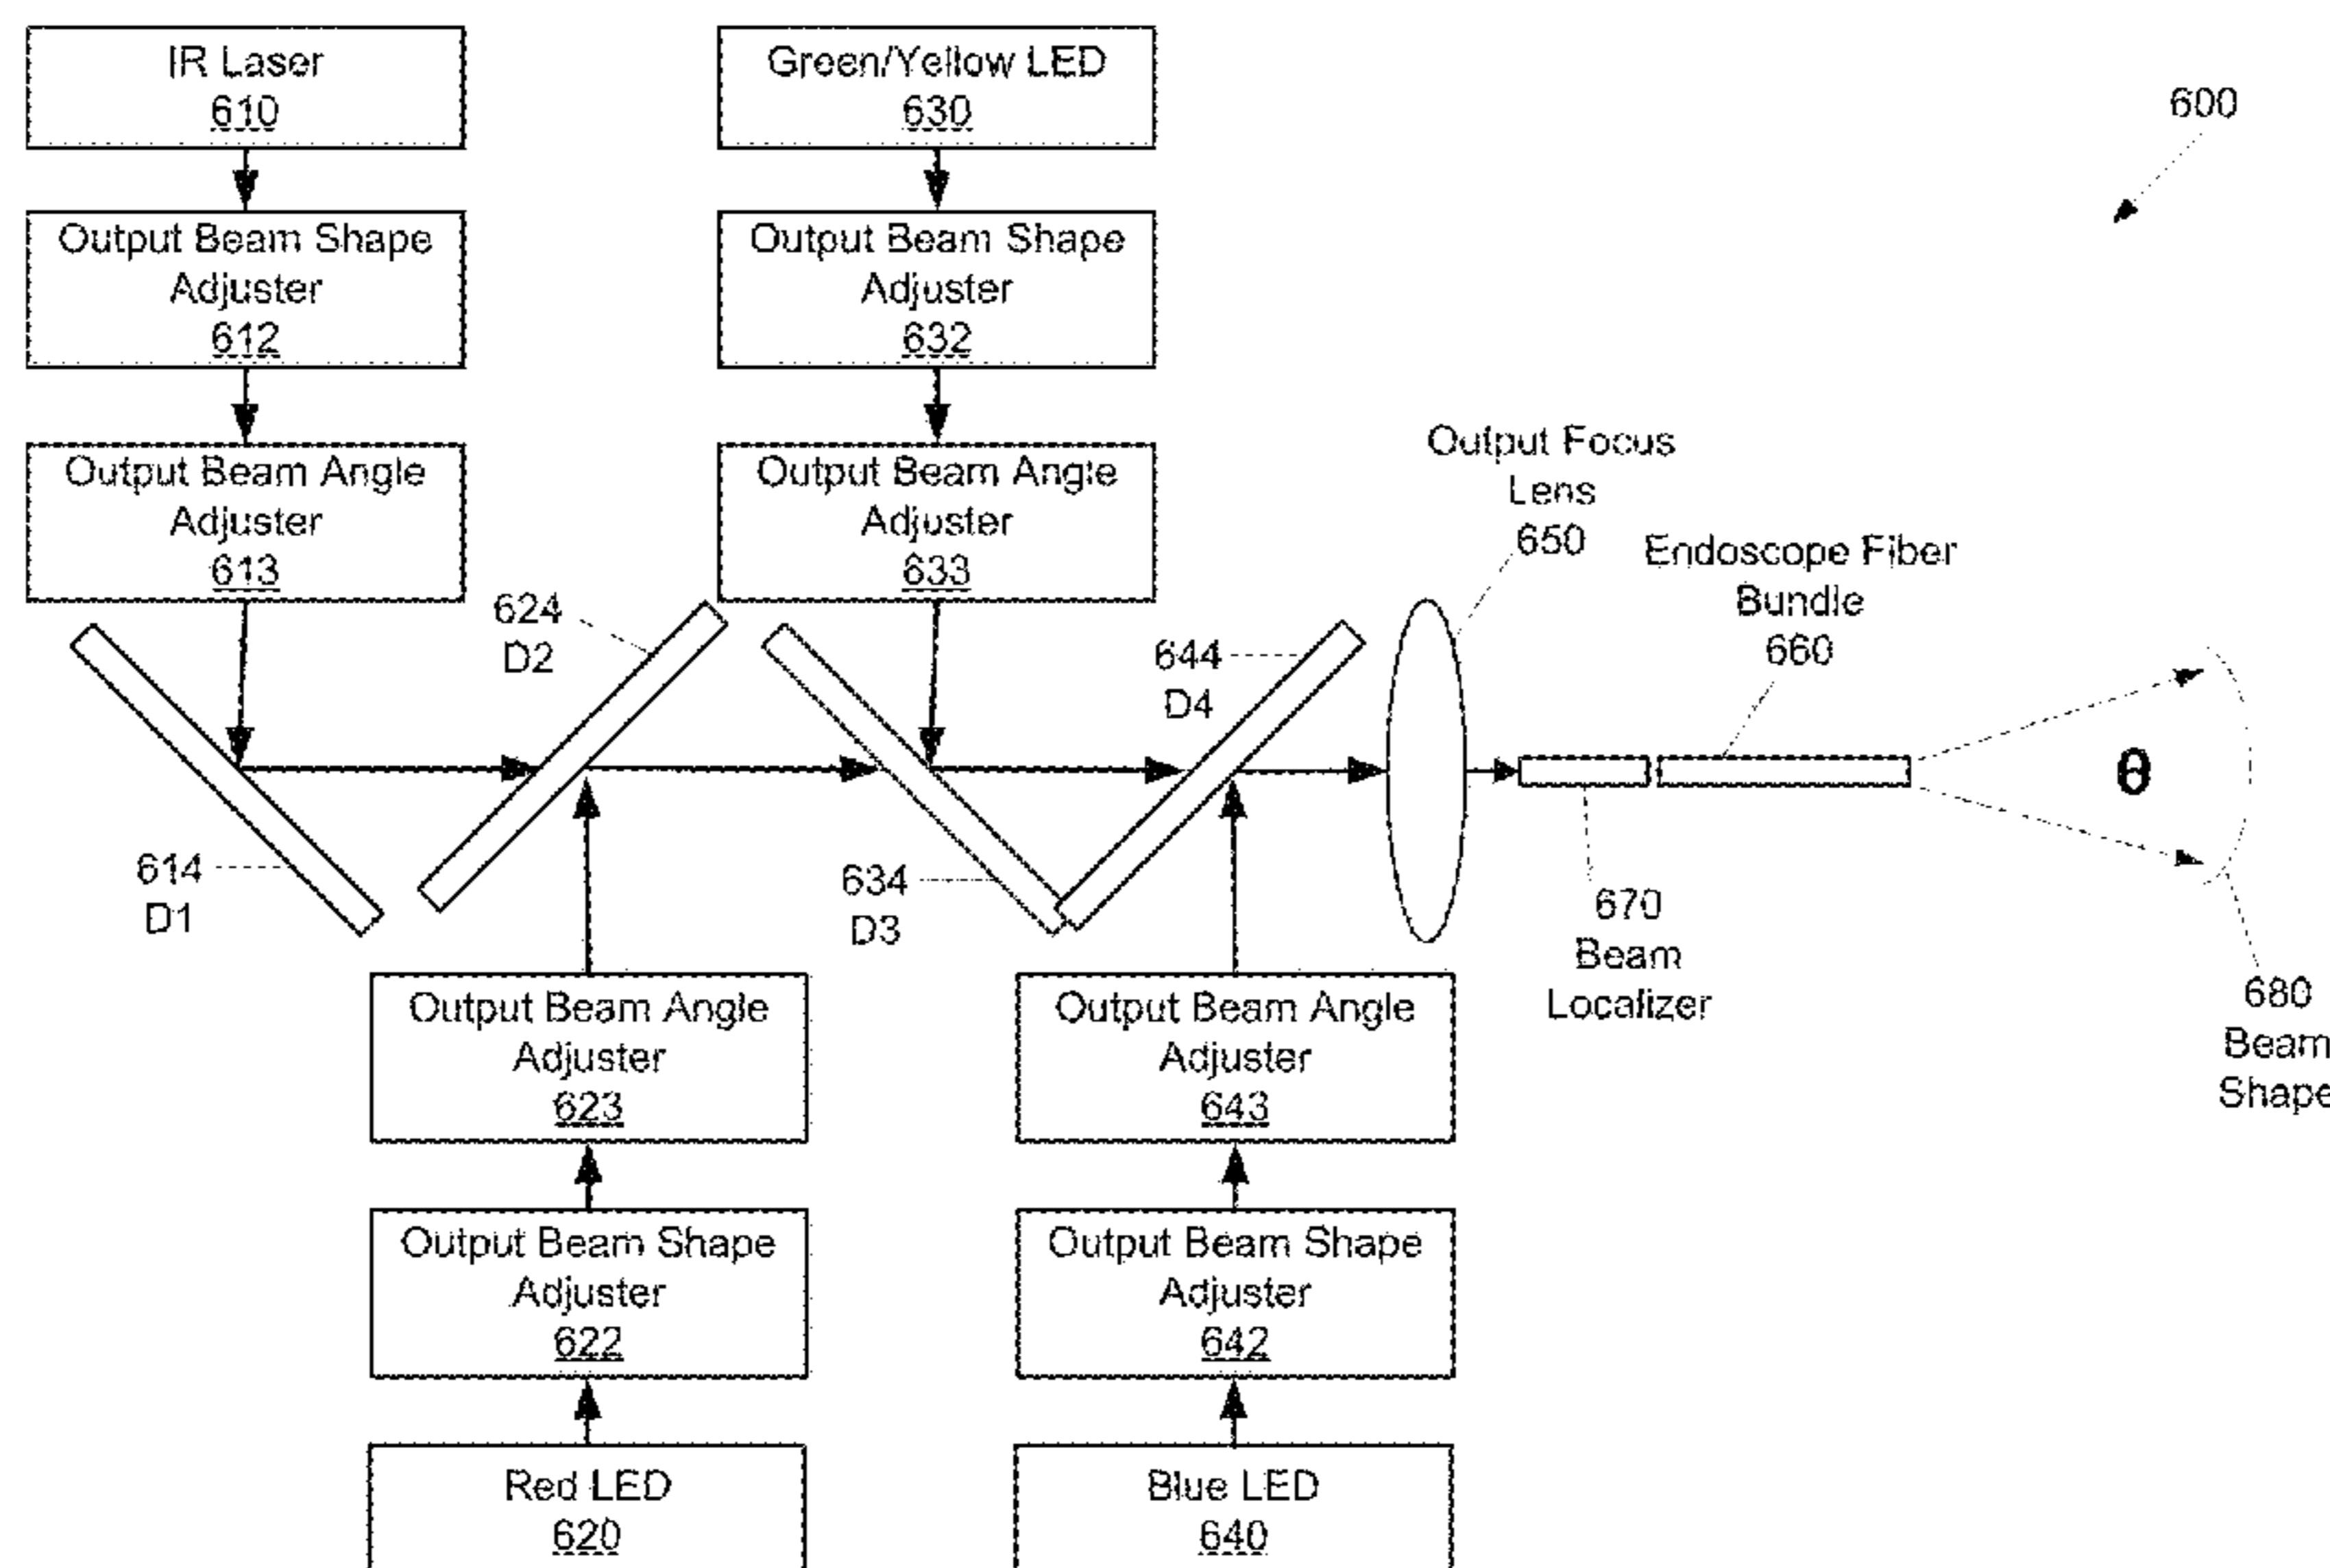 IR Laser
610
Green/Yellow LED
630
600
Output Beam Shape
Adjuster
612
Output Beam Shape
Adjuster
632
Output Beam Angle
Adjuster
613
Output Beam Angle
Adjuster
633
Output Focus
Lens
650
Endoscope Fiber
Bundle
660
624
D2
644
D4
θ
614
D1
634
D3
670
Beam
Localizer
680
Beam
Shape
Output Beam Angle
Adjuster
623
Output Beam Angle
Adjuster
643
Output Beam Shape
Adjuster
622
Output Beam Shape
Adjuster
642
Red LED
620
Blue LED
640